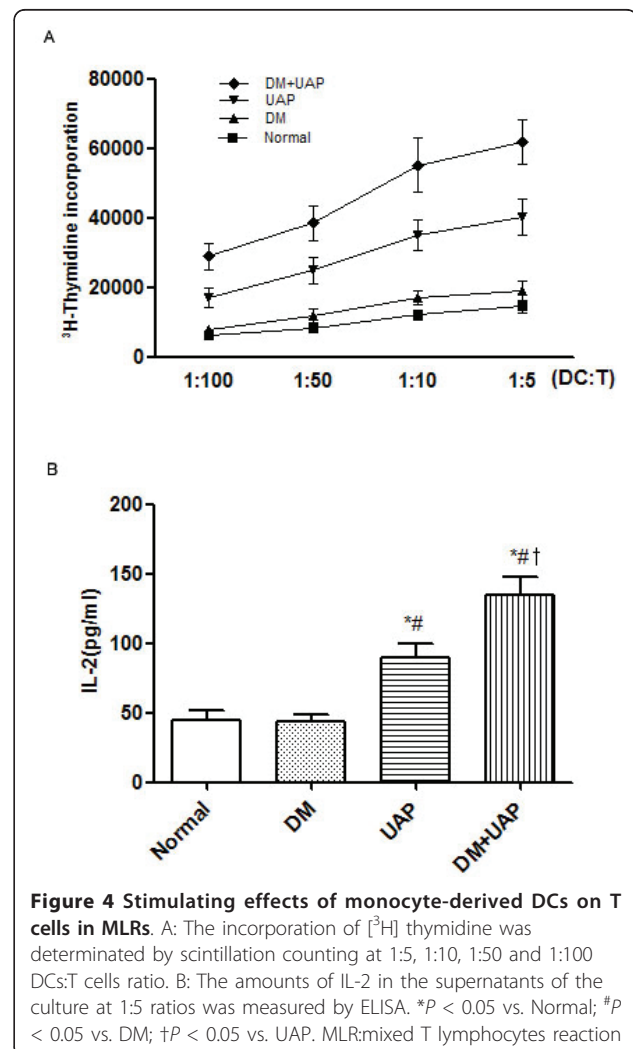 A
80000
60000
40000
20000
0
³H-Thymidine incorporation
DM+UAP
UAP
DM
Normal
1:100 1:50 1:10 1:5 (DC:T)
B
200
150
100
50
0
IL-2(pg/ml)
*#
*#†
Normal DM UAP DM+UAP
Figure 4 Stimulating effects of monocyte-derived DCs on T
cells in MLRs. A: The incorporation of [³H] thymidine was
determined by scintillation counting at 1:5, 1:10, 1:50 and 1:100
DCs:T cells ratio. B: The amounts of IL-2 in the supernatants of the
culture at 1:5 ratios was measured by ELISA. *P < 0.05 vs. Normal; #P
< 0.05 vs. DM; †P < 0.05 vs. UAP. MLR:mixed T lymphocytes reaction